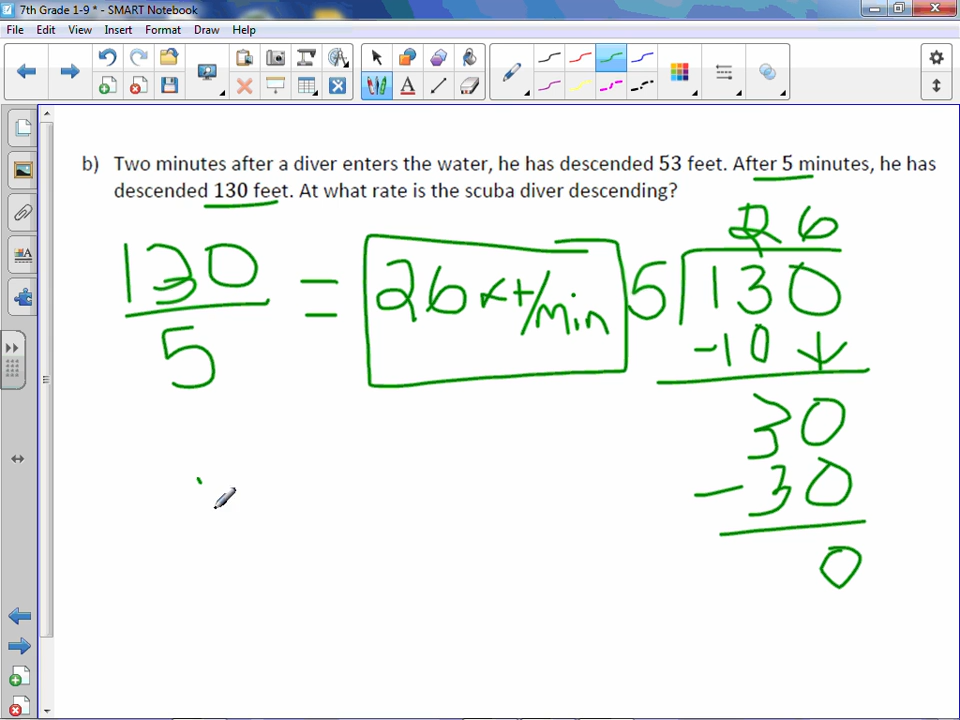 7th Grade 1-9 * - SMART Notebook
File Edit View Insert Format Draw Help
b) Two minutes after a diver enters the water, he has descended 53 feet. After 5 minutes, he has
descended 130 feet. At what rate is the scuba diver descending?
26
130 = 26 ft/min 5 130
5
-10
30
-30
0